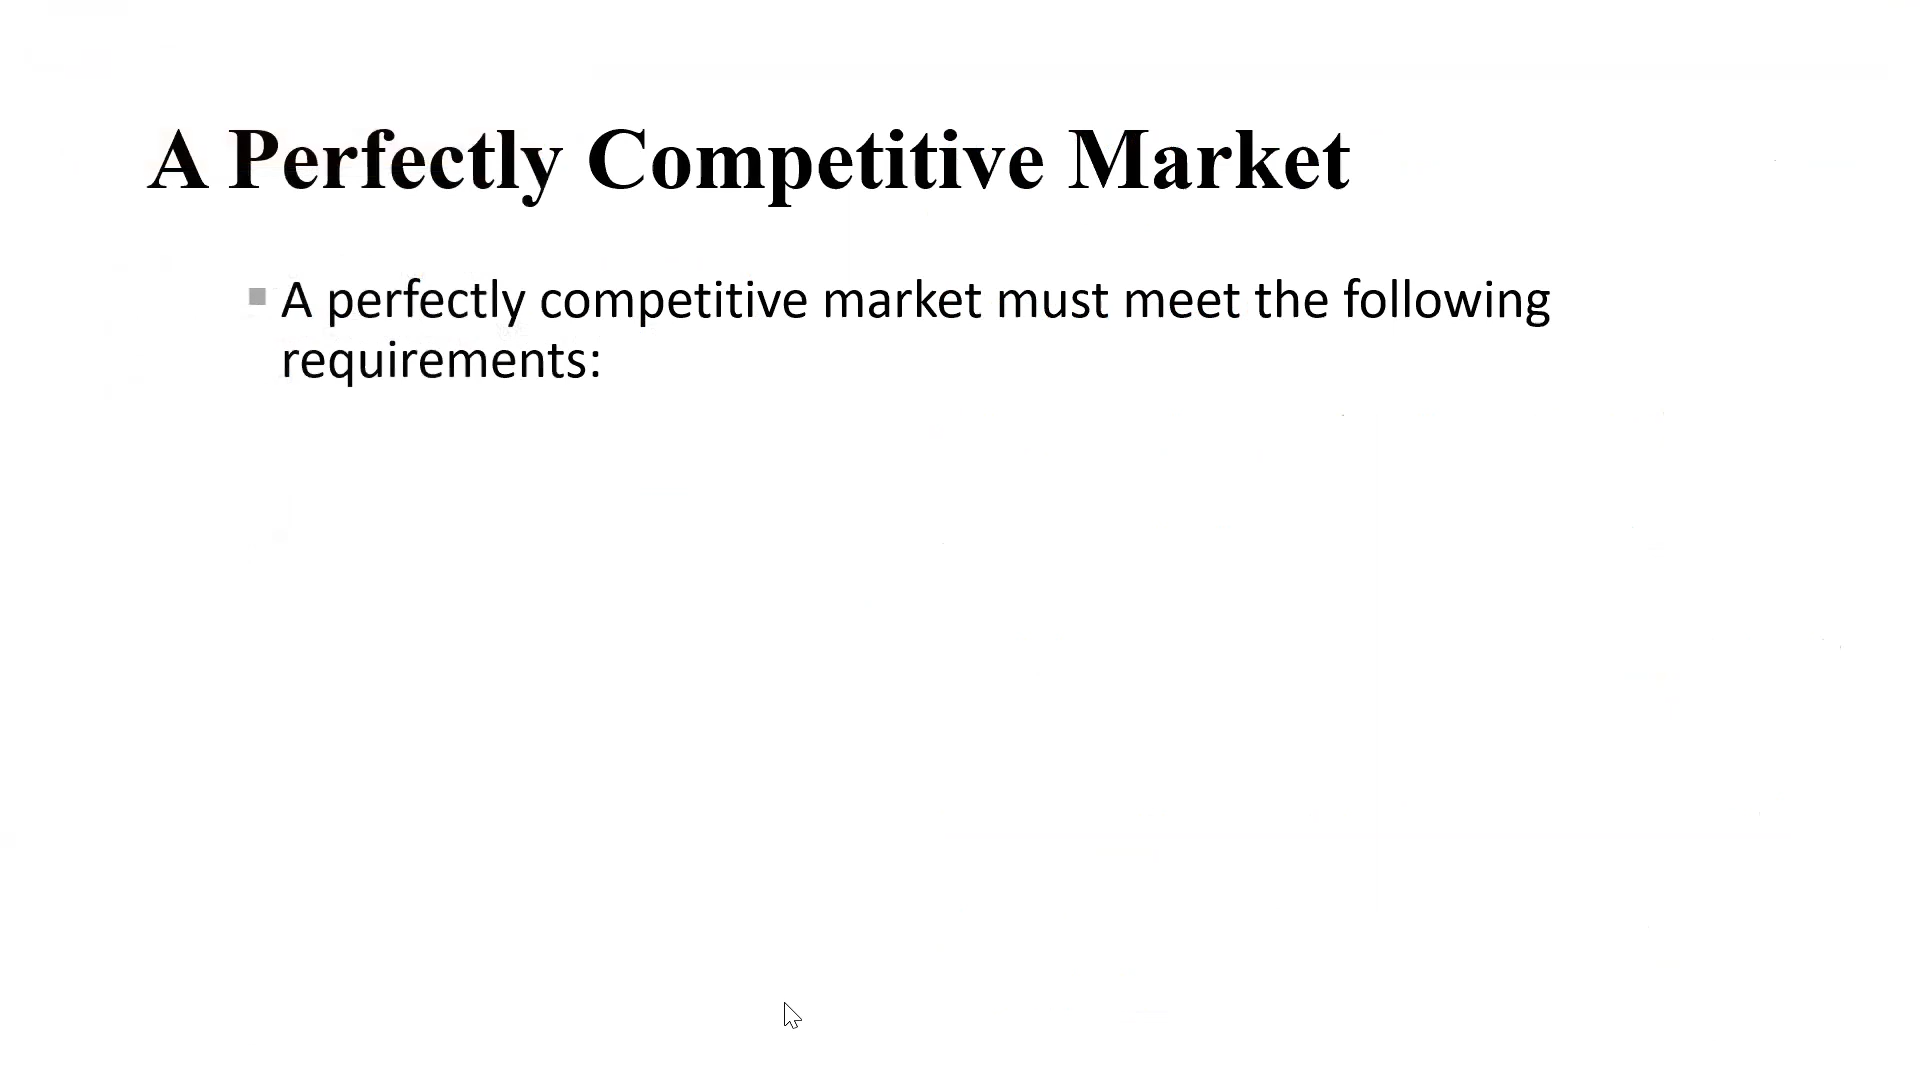 A Perfectly Competitive Market
A perfectly competitive market must meet the following
requirements: